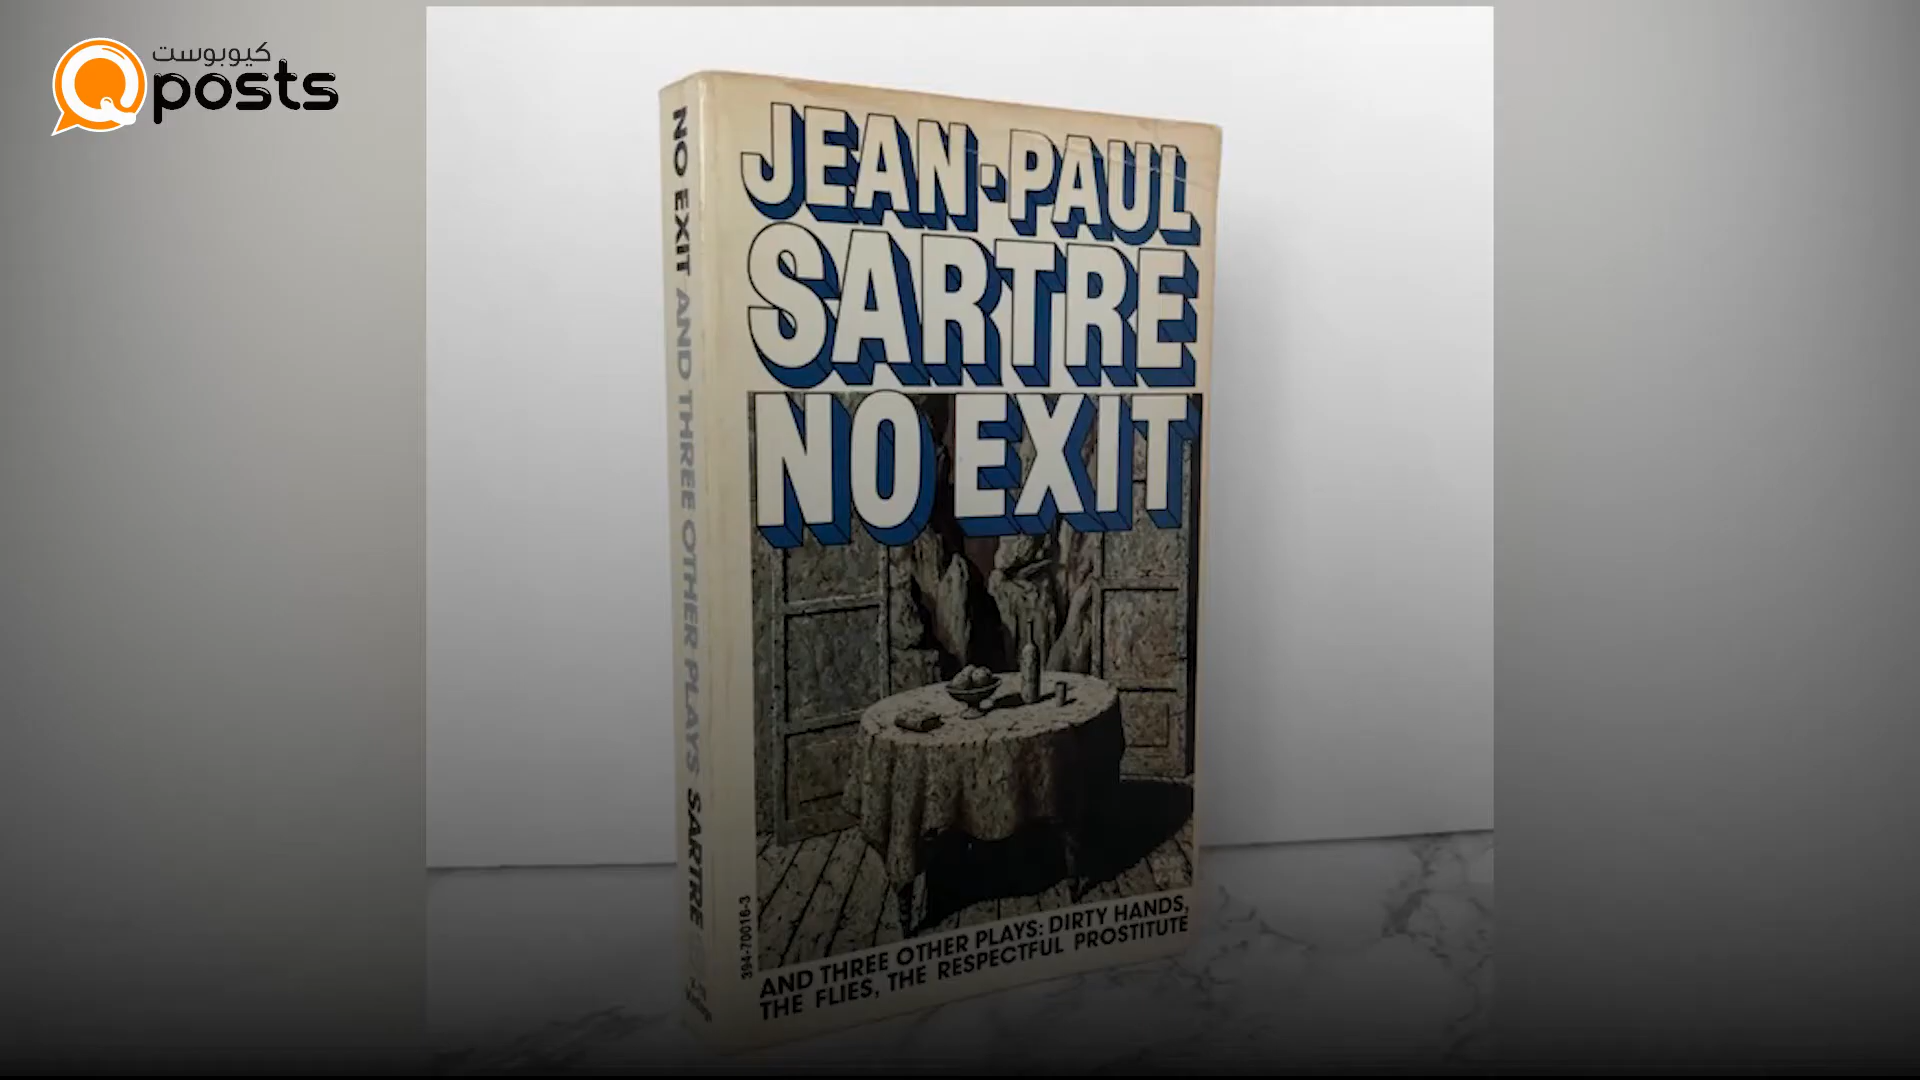 كيوبوست
Qposts
JEAN-PAUL
SARTRE
NO EXIT
AND THREE OTHER PLAYS: DIRTY HANDS,
THE FLIES, THE RESPECTFUL PROSTITUTE
394-70016-3
NO EXIT AND THREE OTHER PLAYS SARTRE